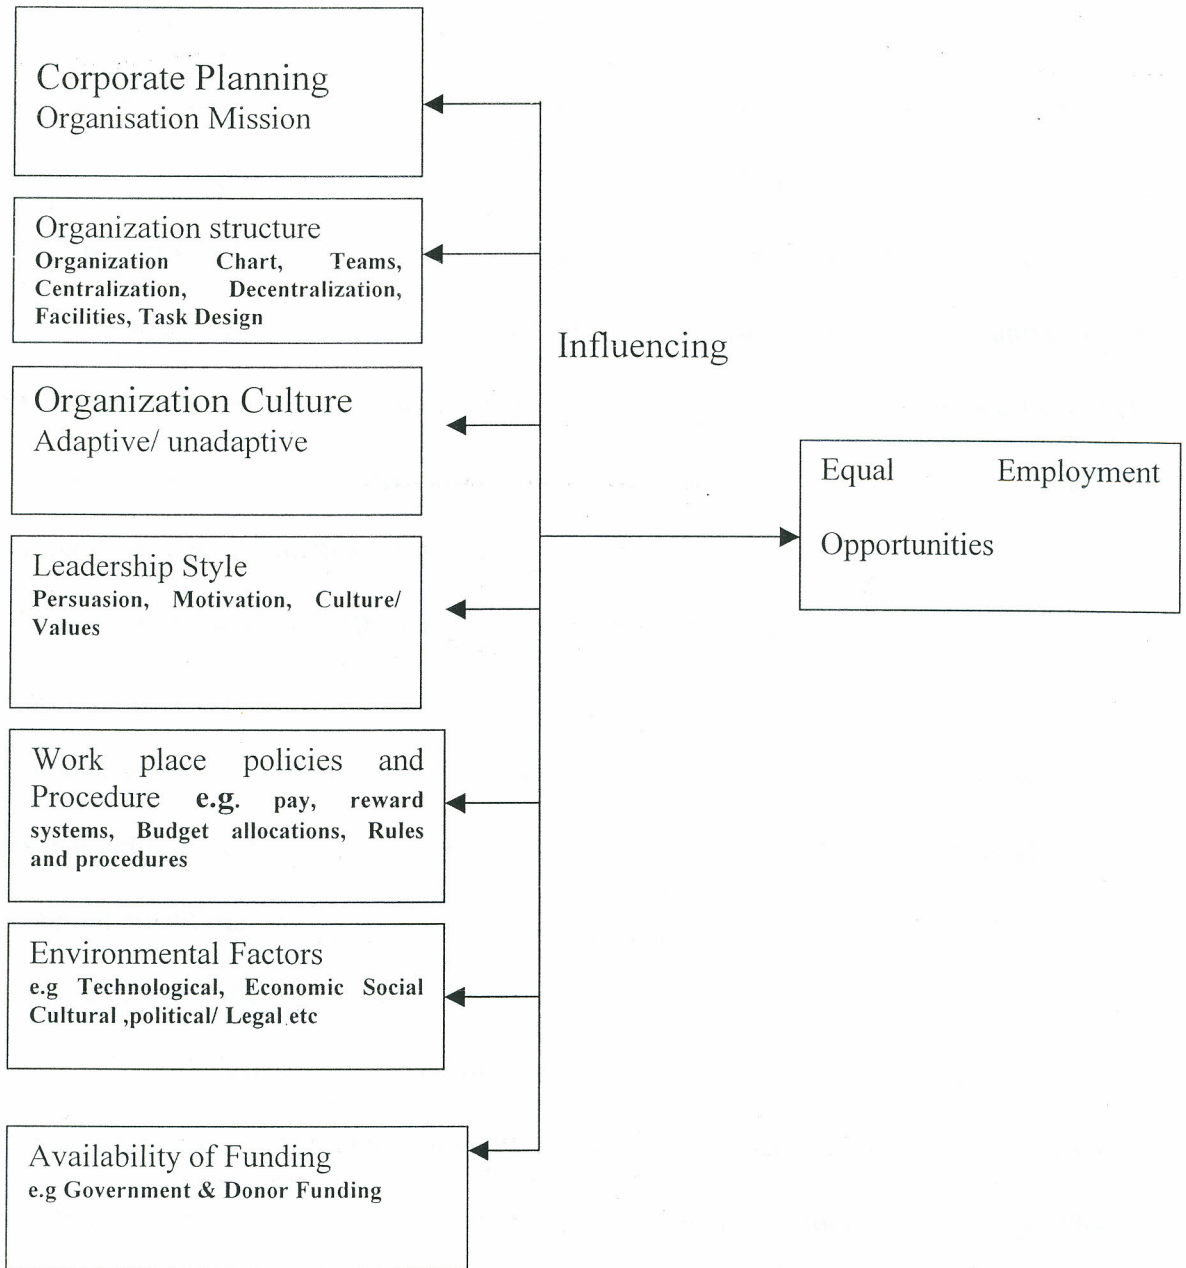 Corporate Planning
Organisation Mission
Organization structure
Organization Chart, Teams,
Centralization, Decentralization,
Facilities, Task Design
Influencing
Organization Culture
Adaptive/ unadaptive
Equal Employment
Opportunities
Leadership Style
Persuasion, Motivation, Culture/
Values
Work place policies and
Procedure e.g. pay, reward
systems, Budget allocations, Rules
and procedures
Environmental Factors
e.g Technological, Economic Social
Cultural ,political/ Legal etc
Availability of Funding
e.g Government & Donor Funding